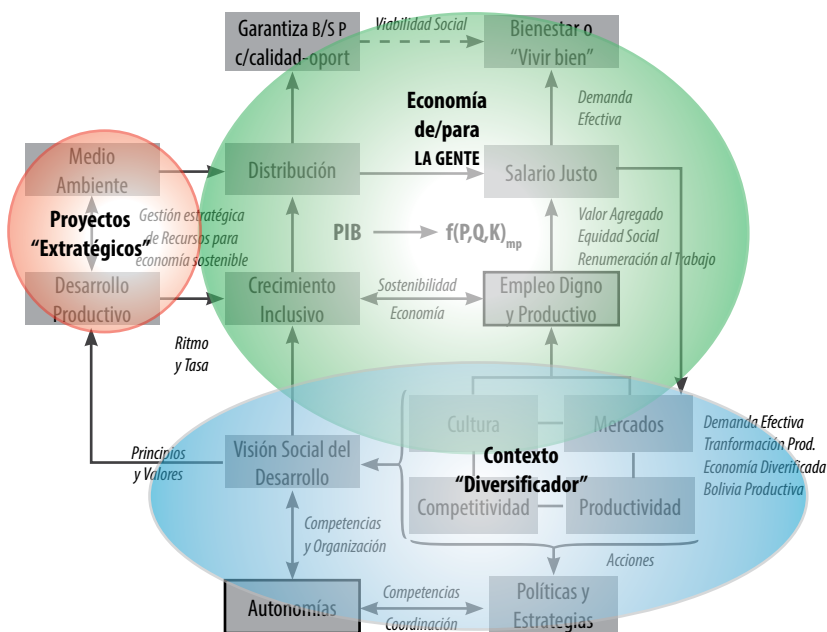 Garantiza B/S P
c/calidad-oport
Viabilidad Social
Bienestar o
“Vivir bien”
Economía
de/para
LA GENTE
Demanda
Efectiva
Medio
Ambiente
Distribución
Salario Justo
Proyectos
“Extratégicos”
Gestión estratégica
de Recursos para
economía sostenible
PIB
f(P,Q,K)mp
Valor Agregado
Equidad Social
Renumeración al Trabajo
Desarrollo
Productivo
Crecimiento
Inclusivo
Sostenibilidad
Economía
Empleo Digno
y Productivo
Ritmo
y Tasa
Principios
y Valores
Visión Social del
Desarrollo
Cultura
Mercados
Contexto
“Diversificador”
Competitividad
Productividad
Demanda Efectiva
Tranformación Prod.
Economía Diverificada
Bolivia Productiva
Competencias
y Organización
Acciones
Autonomías
Competencias
Coordinación
Políticas y
Estrategias